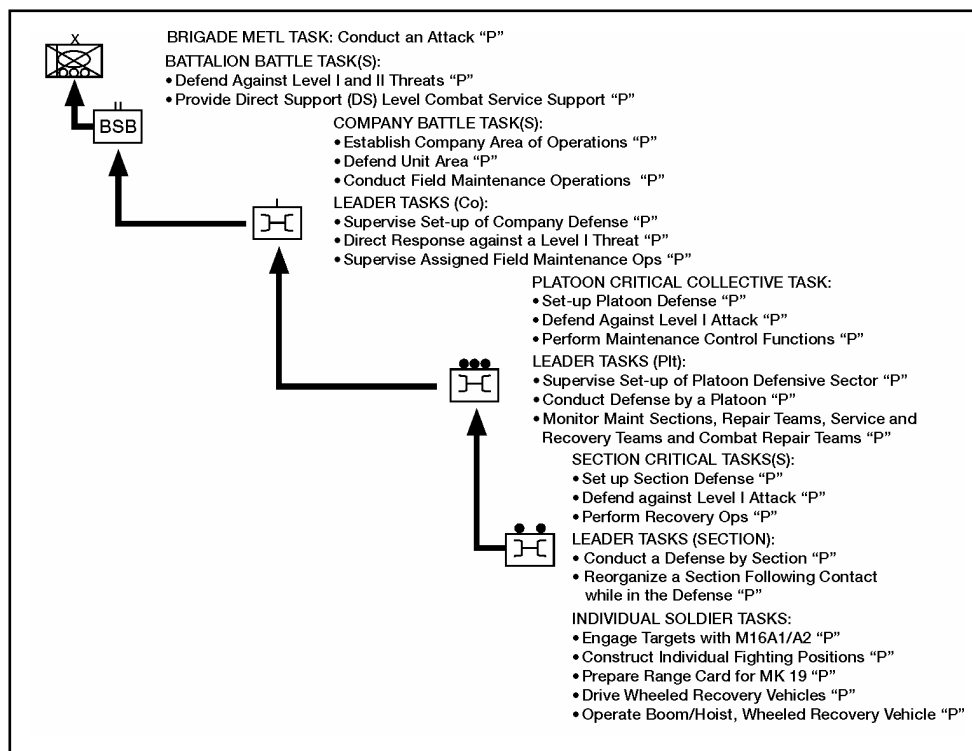 X
BRIGADE METL TASK: Conduct an Attack “P”
BATTALION BATTLE TASK(S):
• Defend Against Level I and II Threats “P”
• Provide Direct Support (DS) Level Combat Service Support “P”
BSB
COMPANY BATTLE TASK(S):
• Establish Company Area of Operations “P”
• Defend Unit Area “P”
• Conduct Field Maintenance Operations “P”
LEADER TASKS (Co):
• Supervise Set-up of Company Defense “P”
• Direct Response against a Level I Threat “P”
• Supervise Assigned Field Maintenance Ops “P”
PLATOON CRITICAL COLLECTIVE TASK:
• Set-up Platoon Defense “P”
• Defend Against Level I Attack “P”
• Perform Maintenance Control Functions “P”
LEADER TASKS (Plt):
• Supervise Set-up of Platoon Defensive Sector “P”
• Conduct Defense by a Platoon “P”
• Monitor Maint Sections, Repair Teams, Service and
Recovery Teams and Combat Repair Teams “P”
SECTION CRITICAL TASKS(S):
• Set up Section Defense “P”
• Defend against Level I Attack “P”
• Perform Recovery Ops “P”
LEADER TASKS (SECTION):
• Conduct a Defense by Section “P”
• Reorganize a Section Following Contact
while in the Defense “P”
INDIVIDUAL SOLDIER TASKS:
• Engage Targets with M16A1/A2 “P”
• Construct Individual Fighting Positions “P”
• Prepare Range Card for MK 19 “P”
• Drive Wheeled Recovery Vehicles “P”
• Operate Boom/Hoist, Wheeled Recovery Vehicle “P”